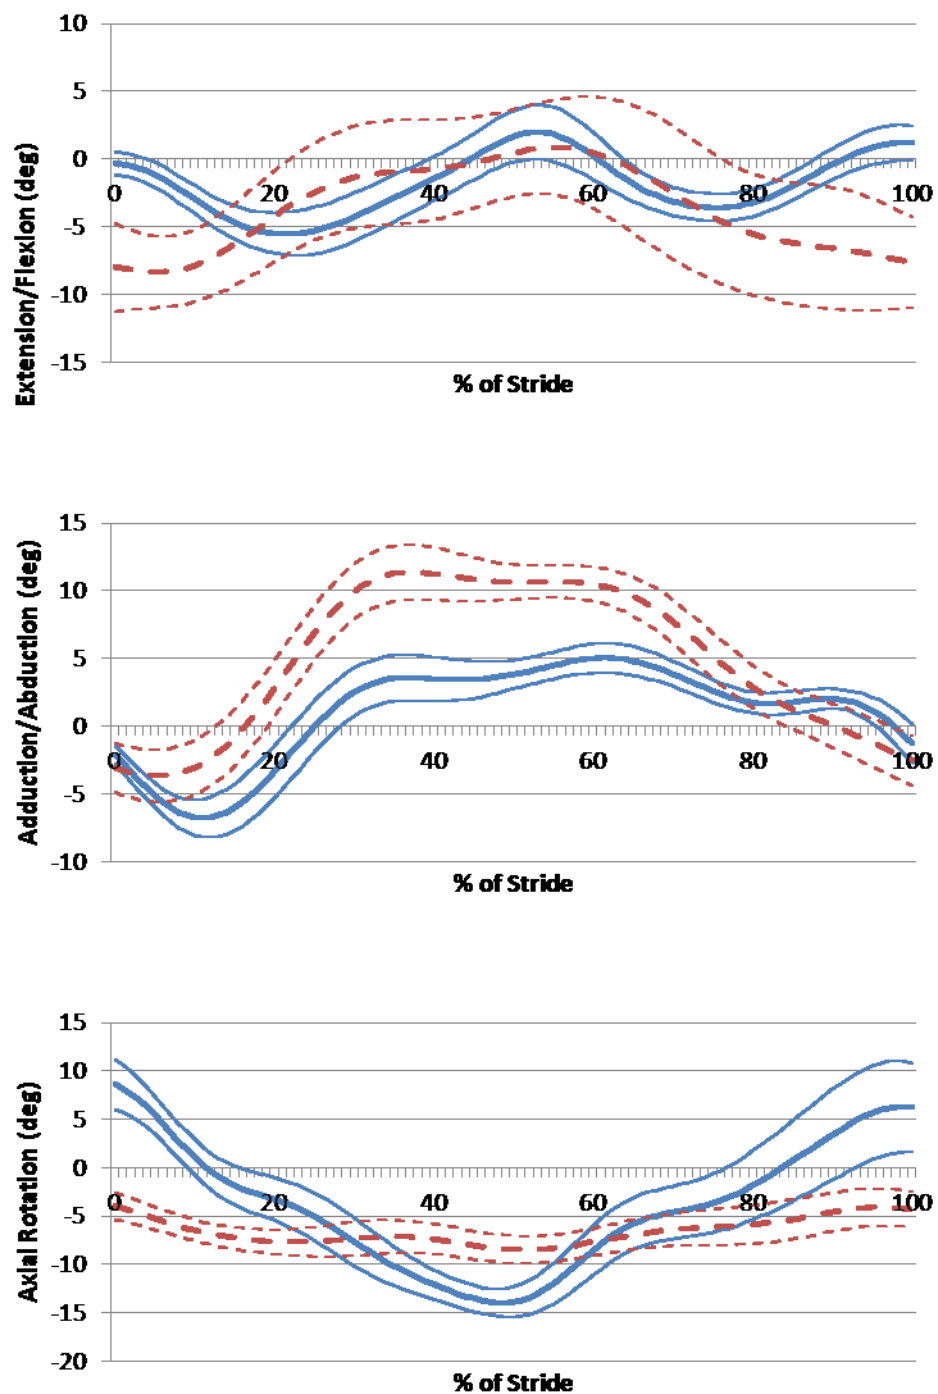 Extension/Flexion (deg)
10
5
0
-5
-10
-15
0 20 40 60 80 100
% of Stride
Adduction/Abduction (deg)
15
10
5
0
-5
-10
0 20 40 60 80 100
% of Stride
Axial Rotation (deg)
15
10
5
0
-5
-10
-15
-20
0 20 40 60 80 100
% of Stride